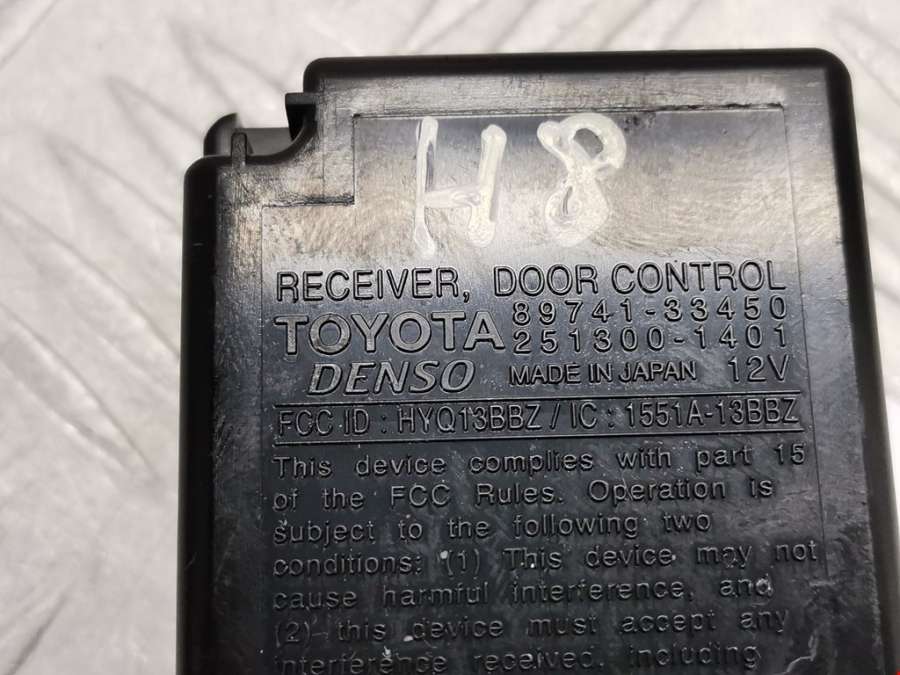 H8
RECEIVER, DOOR CONTROL
TOYOTA 89741-33450
251300-1401
DENSO MADE IN JAPAN 12V
FCC ID : HYQ13BBZ / IC : 1551A-13BBZ
This device complies with part 15
of the FCC Rules. Operation is
subject to the following two
conditions: (1) This device may not
cause harmful interference, and
(2) this device must accept any
interference received, including